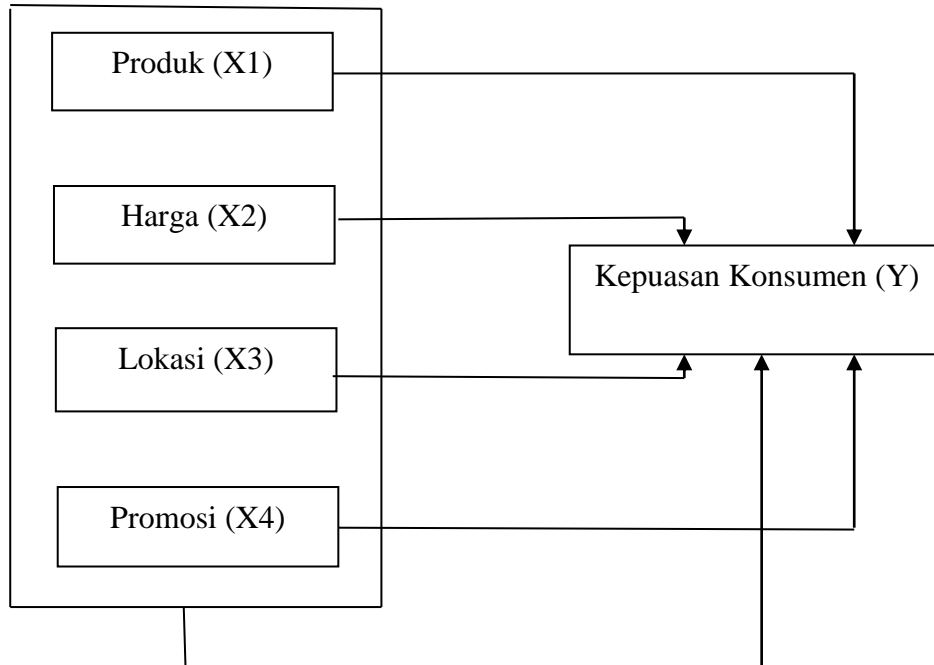 Produk (X1)
Harga (X2)
Kepuasan Konsumen (Y)
Lokasi (X3)
Promosi (X4)